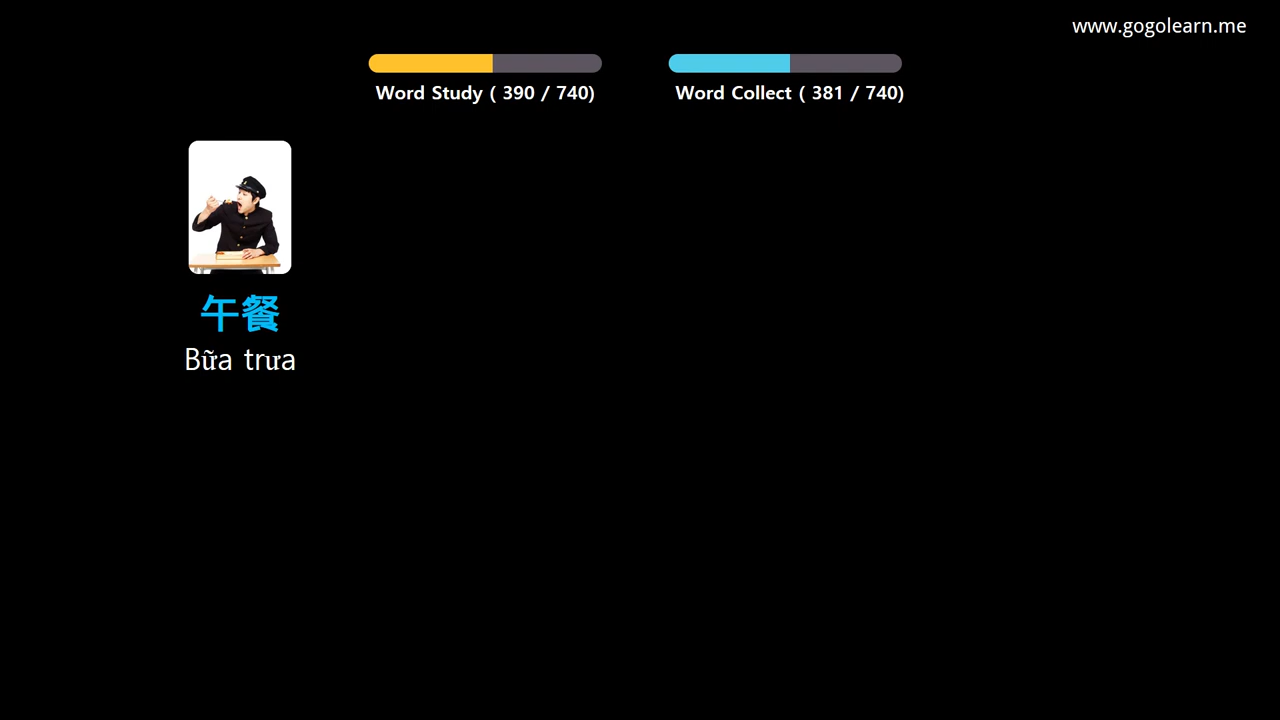 www.gogolearn.me
Word Study ( 390 / 740)
Word Collect ( 381 / 740)
午餐
Bữa trưa